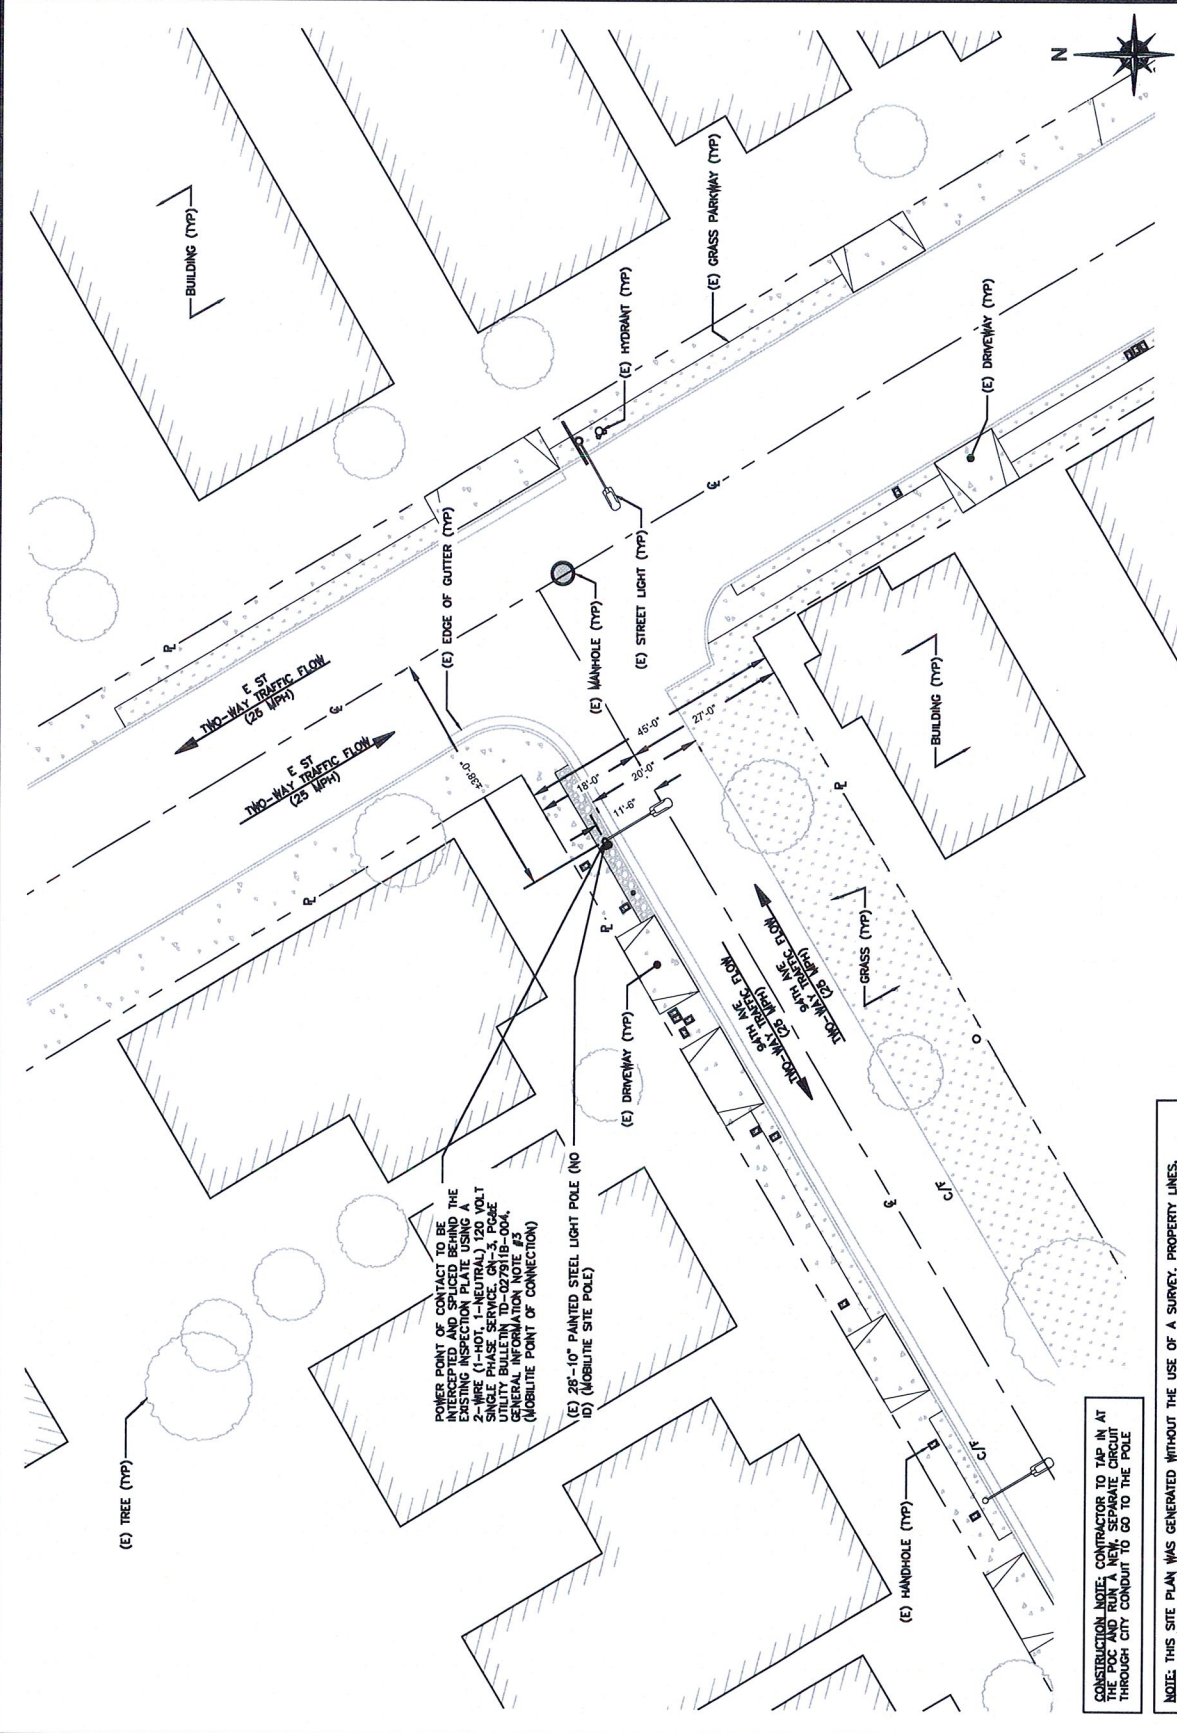 N
BUILDING (TYP)
(E) GRASS PARKWAY (TYP)
(E) HYDRANT (TYP)
(E) DRIVEWAY (TYP)
(E) EDGE OF GUTTER (TYP)
(E) STREET LIGHT (TYP)
(E) MANHOLE (TYP)
E ST
TWO-WAY TRAFFIC FLOW
(25 MPH)
E ST
TWO-WAY TRAFFIC FLOW
(25 MPH)
45'-0"
27'-0"
18'-0"
20'-0"
11'-6"
BUILDING (TYP)
GRASS (TYP)
94TH AVE
TWO-WAY TRAFFIC FLOW
(25 MPH)
94TH AVE
TWO-WAY TRAFFIC FLOW
(25 MPH)
(E) DRIVEWAY (TYP)
POWER POINT OF CONTACT TO BE
INTERCEPTED AND SPLICED BEHIND THE
EXISTING INSPECTION PLATE USING A
2-WIRE (1-HOT, 1-NEUTRAL) 120 VOLT
SINGLE PHASE SERVICE. GN-3, PG&E
UTILITY BULLETIN TD-027911B-004,
GENERAL INFORMATION NOTE #3
(MOBILITIE POINT OF CONNECTION)
(E) 28'-10" PAINTED STEEL LIGHT POLE (NO
ID) (MOBILITIE SITE POLE)
(E) TREE (TYP)
(E) HANDHOLE (TYP)
C/F
C/F
CONSTRUCTION NOTE: CONTRACTOR TO TAP IN AT
THE POC AND RUN A NEW, SEPARATE CIRCUIT
THROUGH CITY CONDUIT TO GO TO THE POLE
NOTE: THIS SITE PLAN WAS GENERATED WITHOUT THE USE OF A SURVEY. PROPERTY LINES,